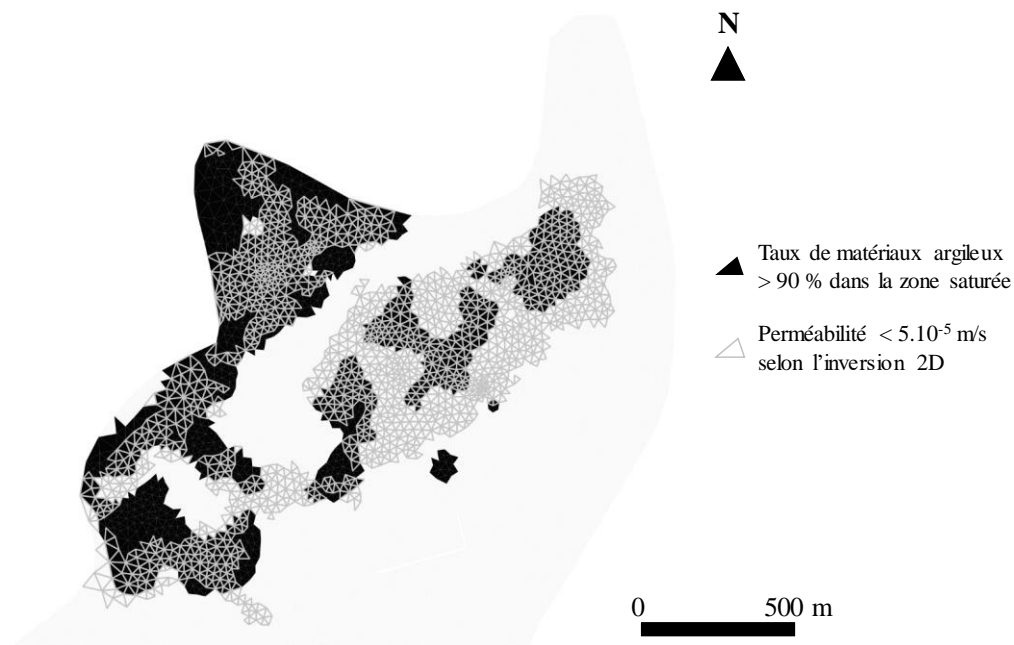 N
Taux de matériaux argileux
> 90 % dans la zone saturée
Perméabilité < 5.10-5 m/s
selon l'inversion 2D
0 500 m